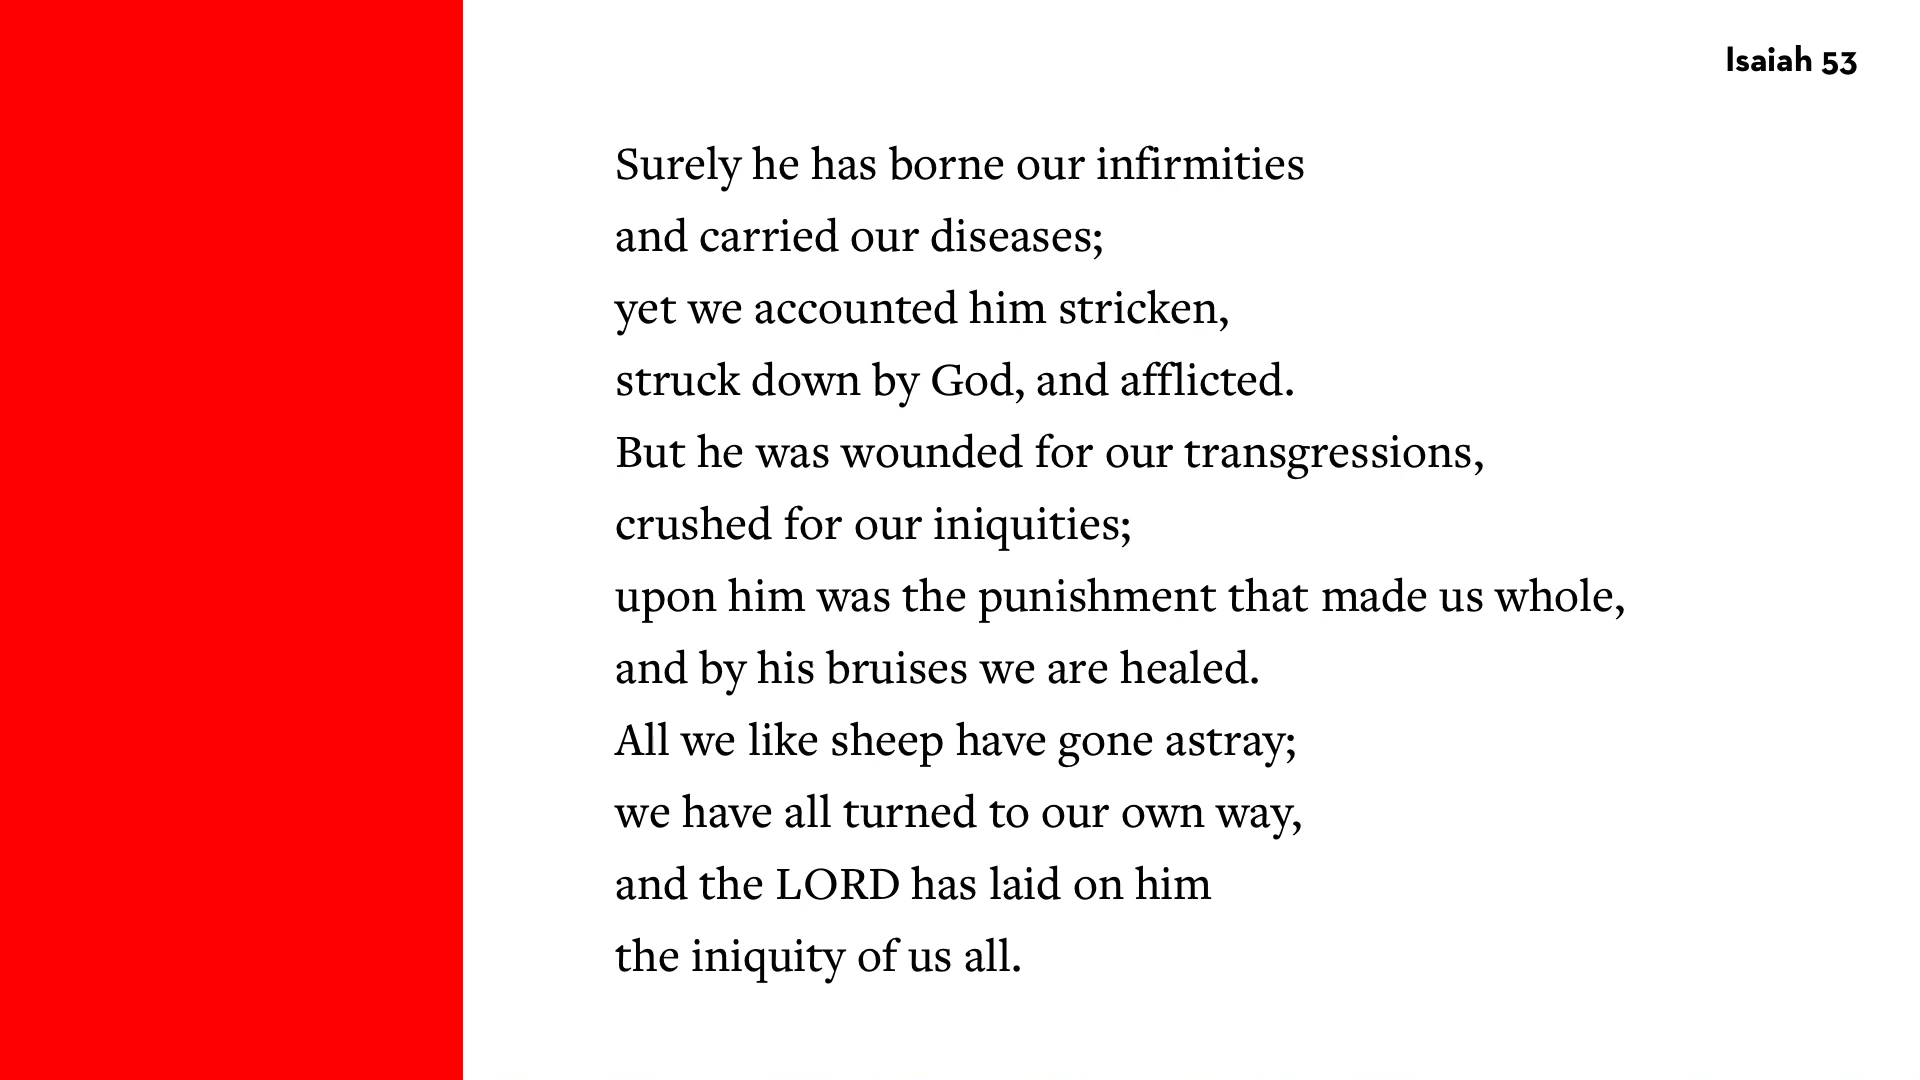 Isaiah 53
Surely he has borne our infirmities
and carried our diseases;
yet we accounted him stricken,
struck down by God, and afflicted.
But he was wounded for our transgressions,
crushed for our iniquities;
upon him was the punishment that made us whole,
and by his bruises we are healed.
All we like sheep have gone astray;
we have all turned to our own way,
and the LORD has laid on him
the iniquity of us all.